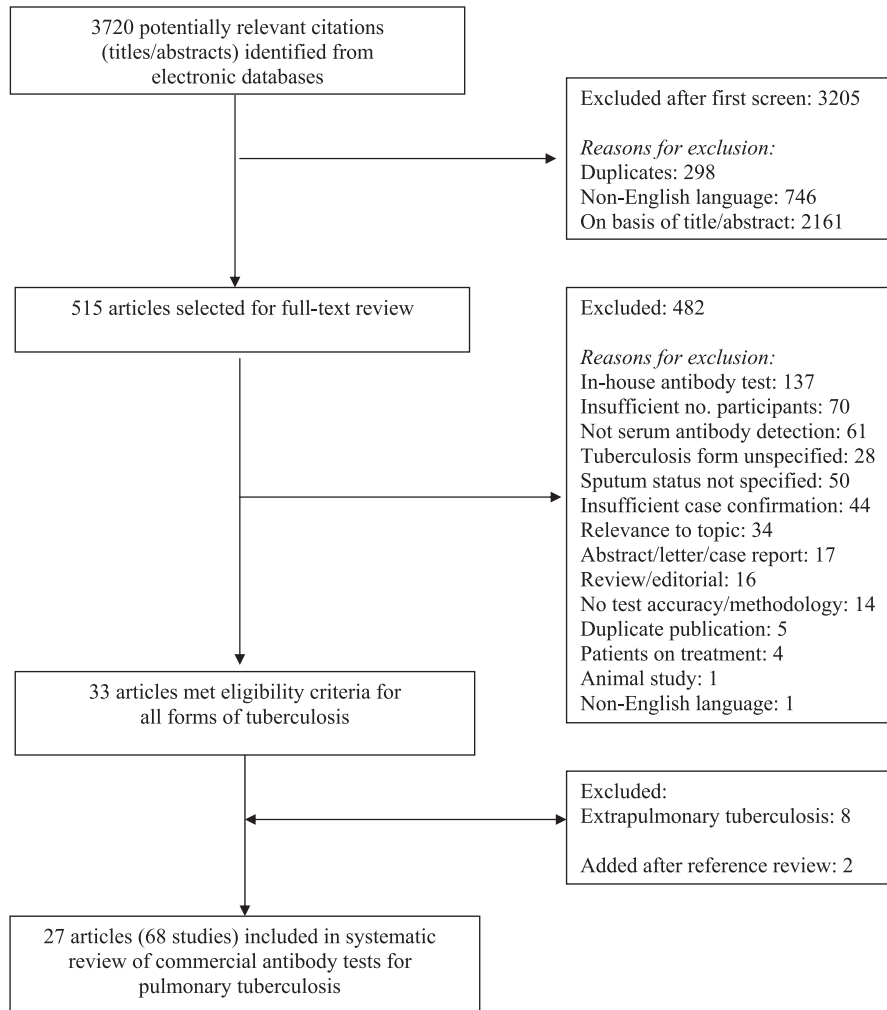 3720 potentially relevant citations
(titles/abstracts) identified from
electronic databases
Excluded after first screen: 3205
Reasons for exclusion:
Duplicates: 298
Non-English language: 746
On basis of title/abstract: 2161
515 articles selected for full-text review
Excluded: 482
Reasons for exclusion:
In-house antibody test: 137
Insufficient no. participants: 70
Not serum antibody detection: 61
Tuberculosis form unspecified: 28
Sputum status not specified: 50
Insufficient case confirmation: 44
Relevance to topic: 34
Abstract/letter/case report: 17
Review/editorial: 16
No test accuracy/methodology: 14
Duplicate publication: 5
Patients on treatment: 4
Animal study: 1
Non-English language: 1
33 articles met eligibility criteria for
all forms of tuberculosis
Excluded:
Extrapulmonary tuberculosis: 8
Added after reference review: 2
27 articles (68 studies) included in systematic
review of commercial antibody tests for
pulmonary tuberculosis